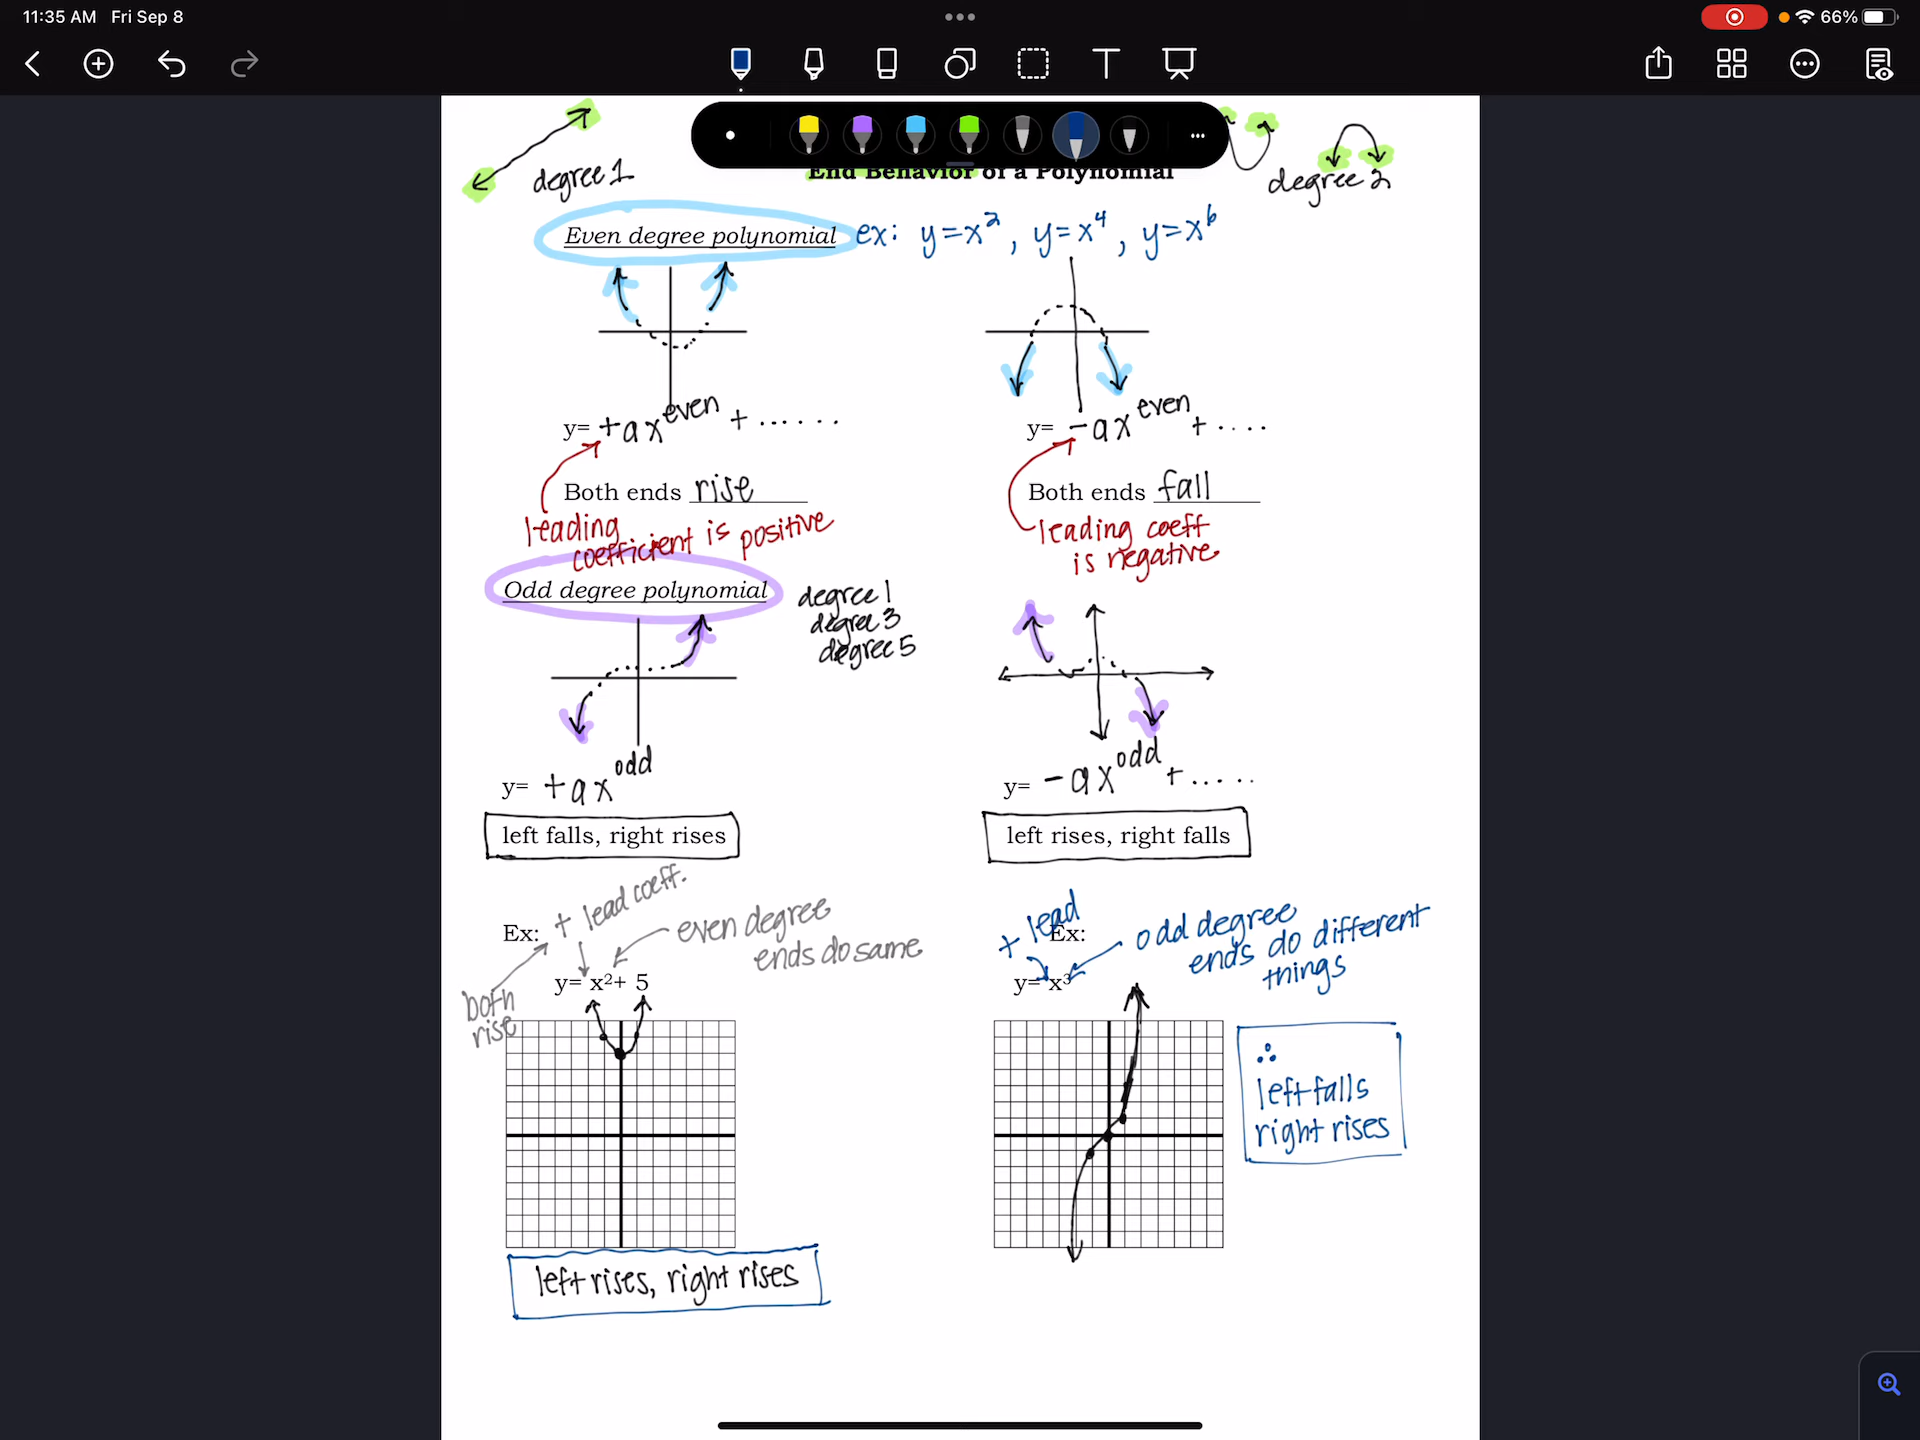 11:35 AM Fri Sep 8
66%
T
degree 1
End Behavior of a Polynomial
degree 2
Even degree polynomial ex: y=x², y=x⁴, y=x⁶
y= +ax^even + ......
y= -ax^even + ....
Both ends rise
Both ends fall
leading
coefficient is positive
leading coeff
is negative
Odd degree polynomial
degree 1
degree 3
degree 5
y= +ax^odd
y= -ax^odd + .....
left falls, right rises
left rises, right falls
Ex: + lead coeff.
even degree
ends do same
y= x²+ 5
both
rise
left rises, right rises
+ lead
Ex:
odd degree
ends do different
things
y= x³
∴
left falls
right rises